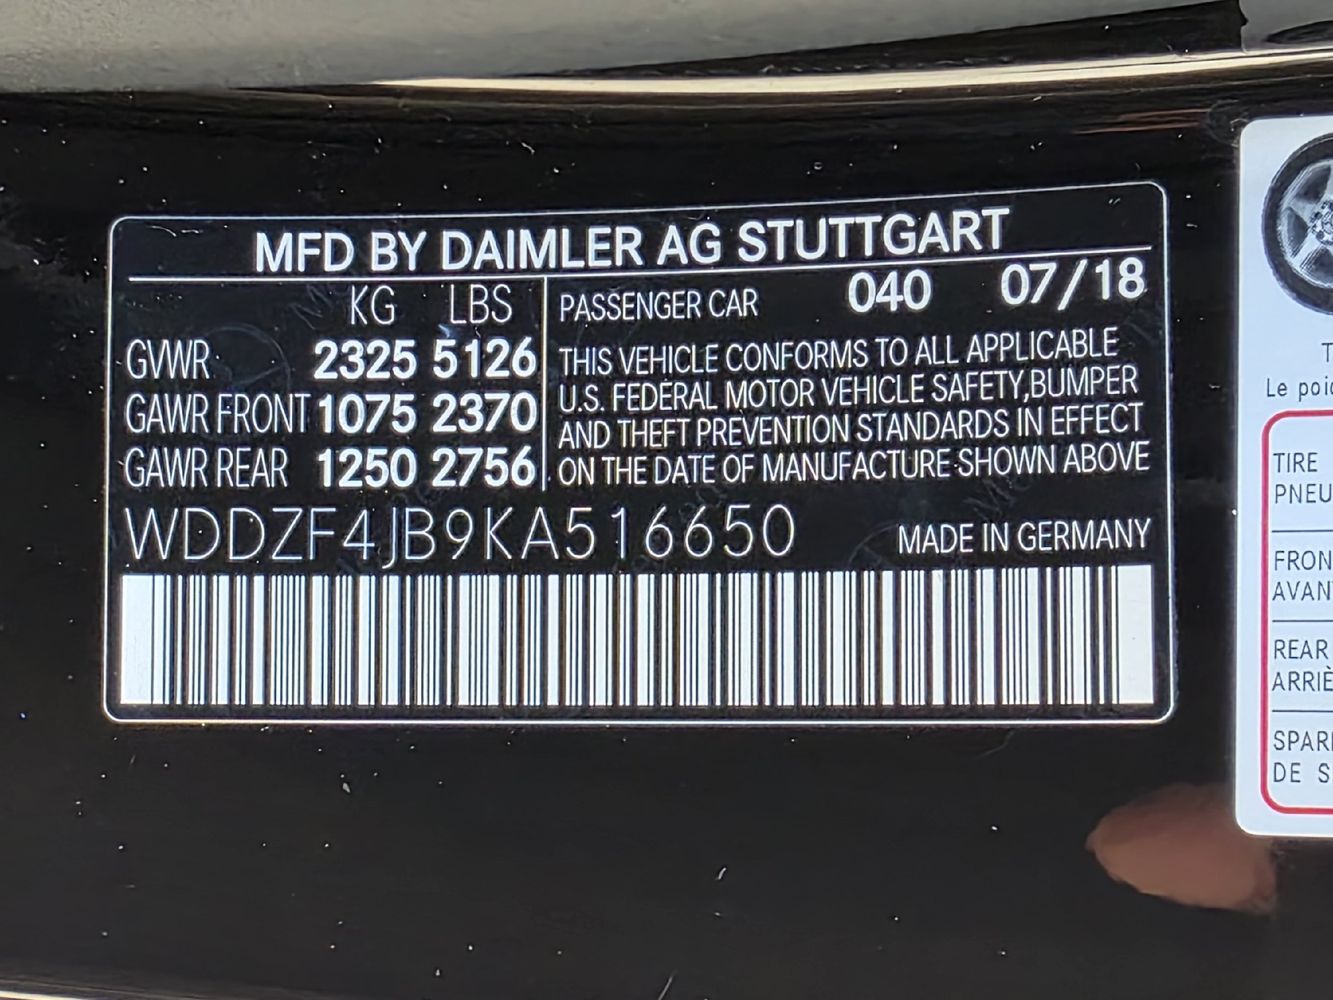 MFD BY DAIMLER AG STUTTGART
KG LBS
GVWR 2325 5126
GAWR FRONT 1075 2370
GAWR REAR 1250 2756
PASSENGER CAR 040 07/18
THIS VEHICLE CONFORMS TO ALL APPLICABLE
U.S. FEDERAL MOTOR VEHICLE SAFETY,BUMPER
AND THEFT PREVENTION STANDARDS IN EFFECT
ON THE DATE OF MANUFACTURE SHOWN ABOVE
WDDZF4JB9KA516650 MADE IN GERMANY
T
Le poi
TIRE
PNEU
FRON
AVAN
REAR
ARRIÈ
SPAR
DE S